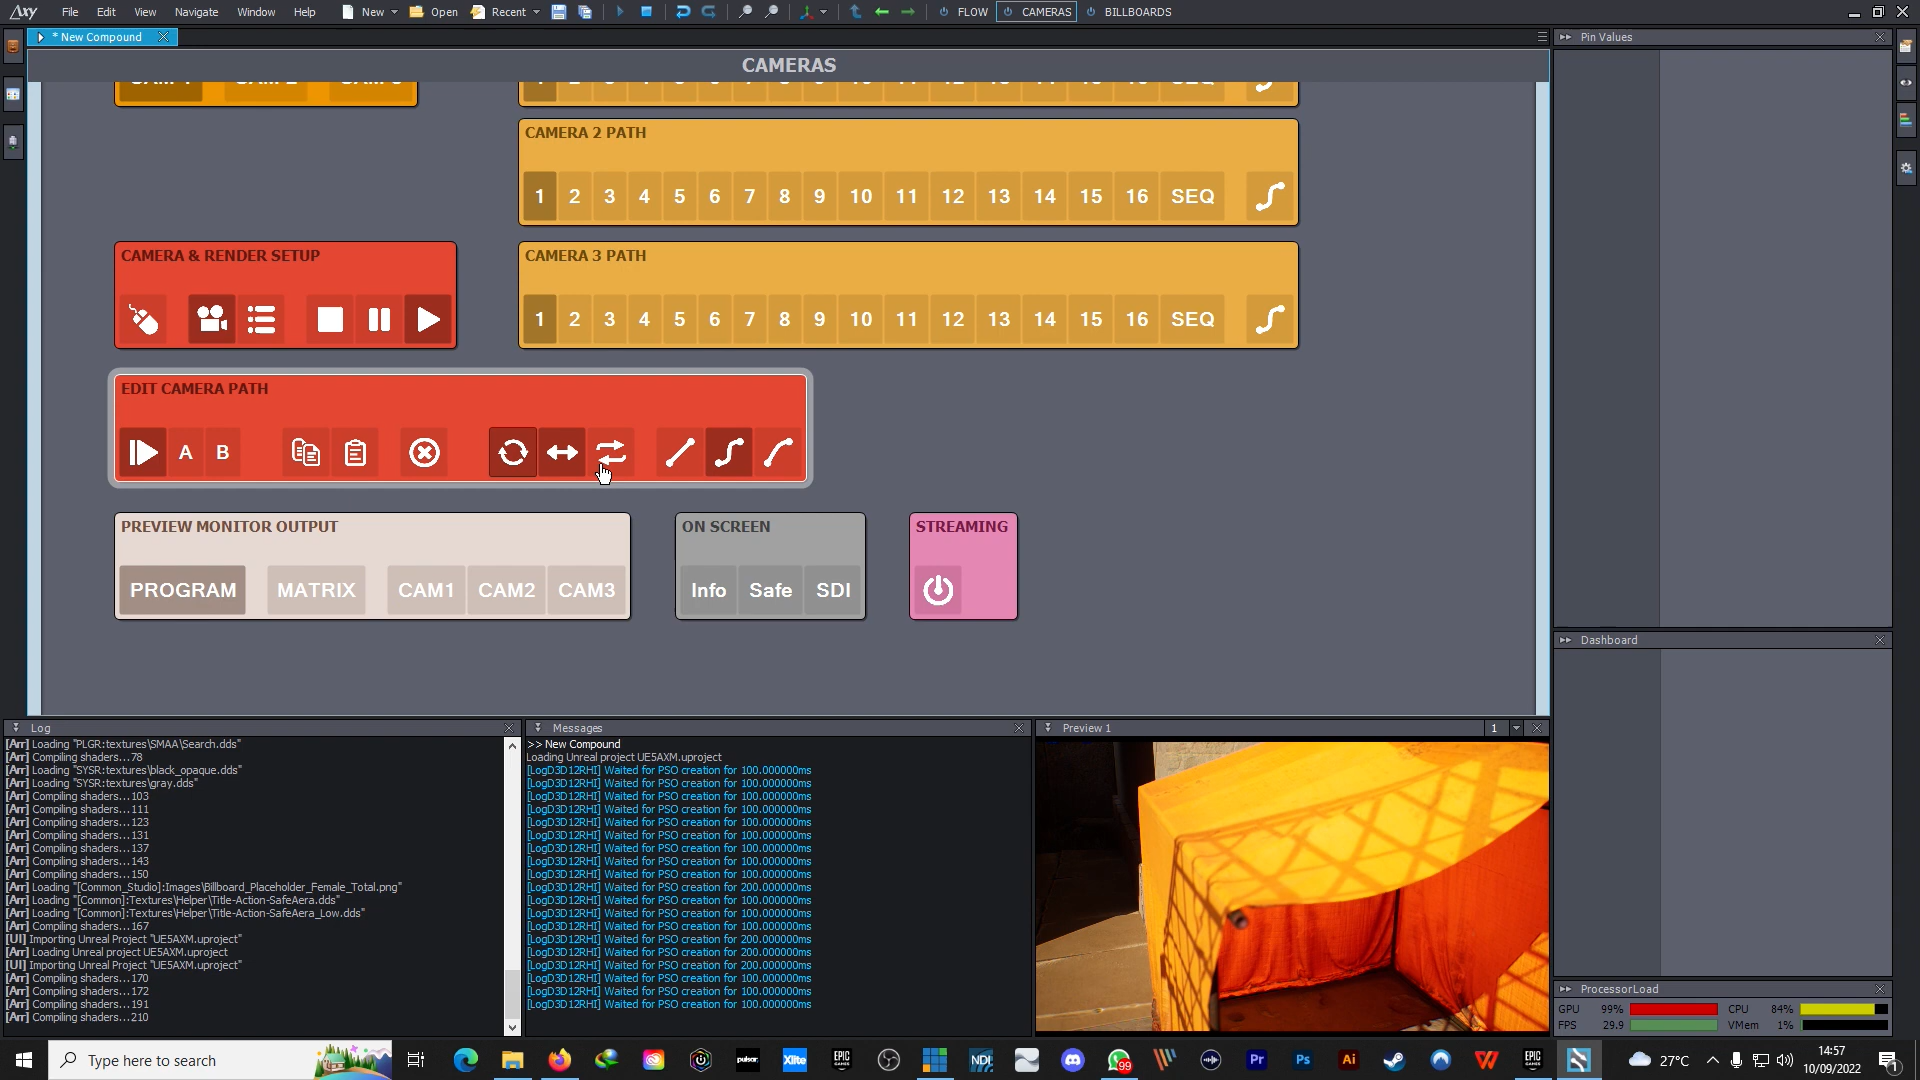 Axy File Edit View Navigate Window Help New Open Recent FLOW CAMERAS BILLBOARDS
* New Compound
Pin Values
CAMERAS
CAMERA 2 PATH
1 2 3 4 5 6 7 8 9 10 11 12 13 14 15 16 SEQ
CAMERA & RENDER SETUP
CAMERA 3 PATH
1 2 3 4 5 6 7 8 9 10 11 12 13 14 15 16 SEQ
EDIT CAMERA PATH
A B
PREVIEW MONITOR OUTPUT
PROGRAM MATRIX CAM1 CAM2 CAM3
ON SCREEN
Info Safe SDI
STREAMING
Dashboard
Log
[Arr] Loading "PLGR:textures\SMAA\Search.dds"
[Arr] Compiling shaders...78
[Arr] Loading "SYSR:textures\black_opaque.dds"
[Arr] Loading "SYSR:textures\gray.dds"
[Arr] Compiling shaders...103
[Arr] Compiling shaders...111
[Arr] Compiling shaders...123
[Arr] Compiling shaders...131
[Arr] Compiling shaders...137
[Arr] Compiling shaders...143
[Arr] Compiling shaders...150
[Arr] Loading "[Common_Studio]:Images\Billboard_Placeholder_Female_Total.png"
[Arr] Loading "[Common]:Textures\Helper\Title-Action-SafeAera.dds"
[Arr] Loading "[Common]:Textures\Helper\Title-Action-SafeAera_Low.dds"
[Arr] Compiling shaders...167
[UI] Importing Unreal Project "UE5AXM.uproject"
[Arr] Loading Unreal project UE5AXM.uproject
[UI] Importing Unreal Project "UE5AXM.uproject"
[Arr] Compiling shaders...170
[Arr] Compiling shaders...172
[Arr] Compiling shaders...191
[Arr] Compiling shaders...210
Messages
>> New Compound
Loading Unreal project UE5AXM.uproject
[LogD3D12RHI] Waited for PSO creation for 100.000000ms
[LogD3D12RHI] Waited for PSO creation for 100.000000ms
[LogD3D12RHI] Waited for PSO creation for 100.000000ms
[LogD3D12RHI] Waited for PSO creation for 100.000000ms
[LogD3D12RHI] Waited for PSO creation for 100.000000ms
[LogD3D12RHI] Waited for PSO creation for 100.000000ms
[LogD3D12RHI] Waited for PSO creation for 100.000000ms
[LogD3D12RHI] Waited for PSO creation for 100.000000ms
[LogD3D12RHI] Waited for PSO creation for 100.000000ms
[LogD3D12RHI] Waited for PSO creation for 200.000000ms
[LogD3D12RHI] Waited for PSO creation for 100.000000ms
[LogD3D12RHI] Waited for PSO creation for 100.000000ms
[LogD3D12RHI] Waited for PSO creation for 100.000000ms
[LogD3D12RHI] Waited for PSO creation for 200.000000ms
[LogD3D12RHI] Waited for PSO creation for 200.000000ms
[LogD3D12RHI] Waited for PSO creation for 200.000000ms
[LogD3D12RHI] Waited for PSO creation for 100.000000ms
[LogD3D12RHI] Waited for PSO creation for 100.000000ms
[LogD3D12RHI] Waited for PSO creation for 100.000000ms
Preview 1 1
ProcessorLoad
GPU 99% CPU 84%
FPS 29.9 VMem 1%
Type here to search
pulsar Xlite EPIC GAMES NDI 99 Pr Ps Ai EPIC GAMES
27°C
14:57
10/09/2022
1